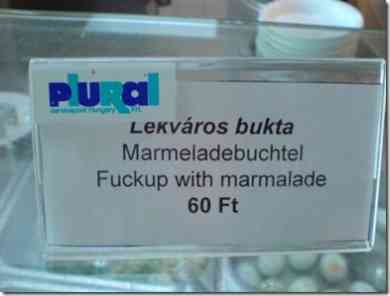 Plural
Lekváros bukta
Marmeladebuchtel
Fuckup with marmalade
60 Ft